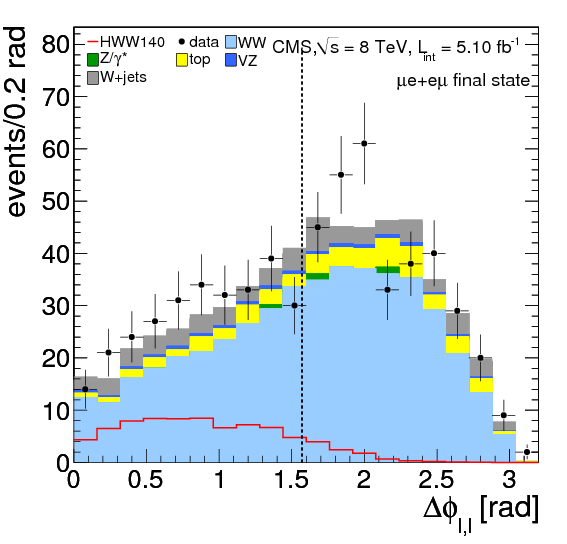 HWW140 data WW
Z/γ* top VZ
W+jets
CMS,√s = 8 TeV, L_int = 5.10 fb⁻¹
μe+eμ final state
events/0.2 rad
80
70
60
50
40
30
20
10
0
0 0.5 1 1.5 2 2.5 3
Δϕ_l,l [rad]